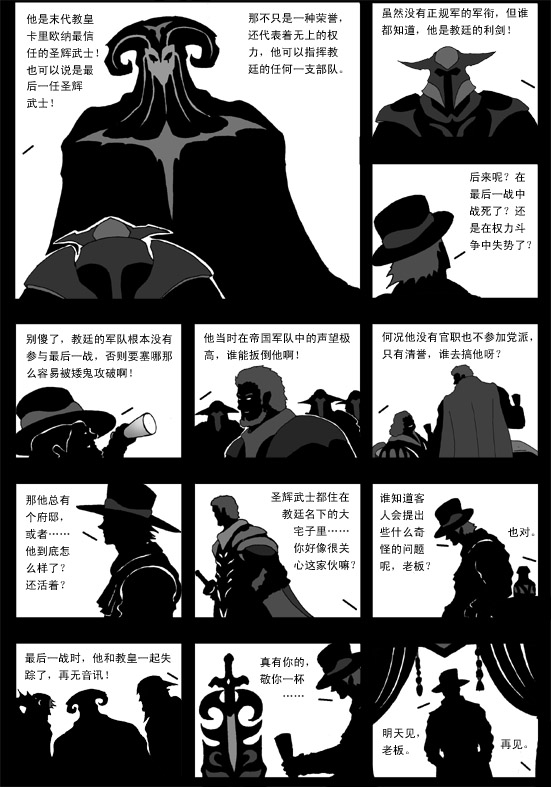 他是末代教皇
卡里欧纳最信
任的圣辉武士！
也可以说是最
后一任圣辉
武士！
那不只是一种荣誉，
还代表着无上的权
力，他可以指挥教
廷的任何一支部队。
虽然没有正规军的军衔，但谁
都知道，他是教廷的利剑！
后来呢？在
最后一战中
战死了？还
是在权力斗
争中失势了？
别傻了，教廷的军队根本没有
参与最后一战，否则要塞哪那
么容易被矮鬼攻破啊！
他当时在帝国军队中的声望极
高，谁能扳倒他啊！
何况他没有官职也不参加党派，
只有清誉，谁去搞他呀？
那他总有
个府邸，
或者……
他到底怎
么样了？
还活着？
圣辉武士都住在
教廷名下的大
宅子里……
你好像很关
心这家伙嘛？
谁知道客
人会提出
些什么奇
怪的问题
呢，老板？
也对。
最后一战时，他和教皇一起失
踪了，再无音讯！
真有你的，
敬你一杯
……
明天见，
老板。
再见。